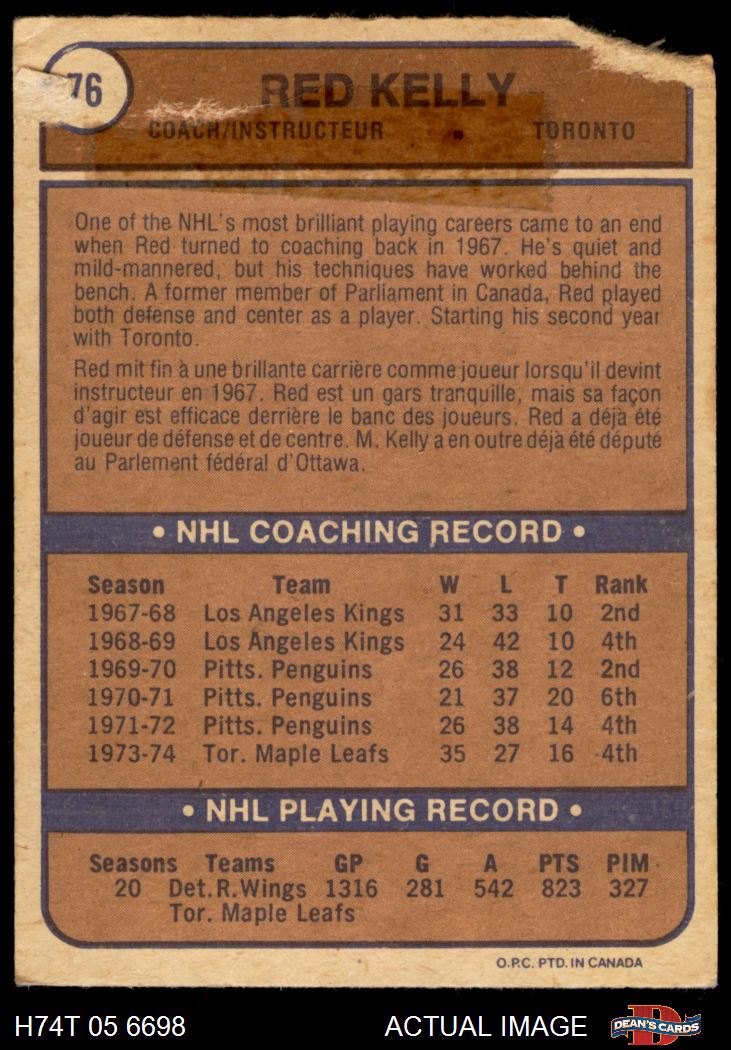 76
RED KELLY
COACH/INSTRUCTEUR • TORONTO
One of the NHL's most brilliant playing careers came to an end
when Red turned to coaching back in 1967. He's quiet and
mild-mannered, but his techniques have worked behind the
bench. A former member of Parliament in Canada, Red played
both defense and center as a player. Starting his second year
with Toronto.
Red mit fin à une brillante carrière comme joueur lorsqu'il devint
instructeur en 1967. Red est un gars tranquille, mais sa façon
d'agir est efficace derrière le banc des joueurs. Red a déjà été
joueur de défense et de centre. M. Kelly a en outre déjà été député
au Parlement fédéral d'Ottawa.
• NHL COACHING RECORD •
Season Team W L T Rank
1967-68 Los Angeles Kings 31 33 10 2nd
1968-69 Los Angeles Kings 24 42 10 4th
1969-70 Pitts. Penguins 26 38 12 2nd
1970-71 Pitts. Penguins 21 37 20 6th
1971-72 Pitts. Penguins 26 38 14 4th
1973-74 Tor. Maple Leafs 35 27 16 4th
• NHL PLAYING RECORD •
Seasons Teams GP G A PTS PIM
20 Det.R.Wings 1316 281 542 823 327
Tor. Maple Leafs
O.P.C. PTD. IN CANADA
H74T 05 6698 ACTUAL IMAGE DEAN'S CARDS